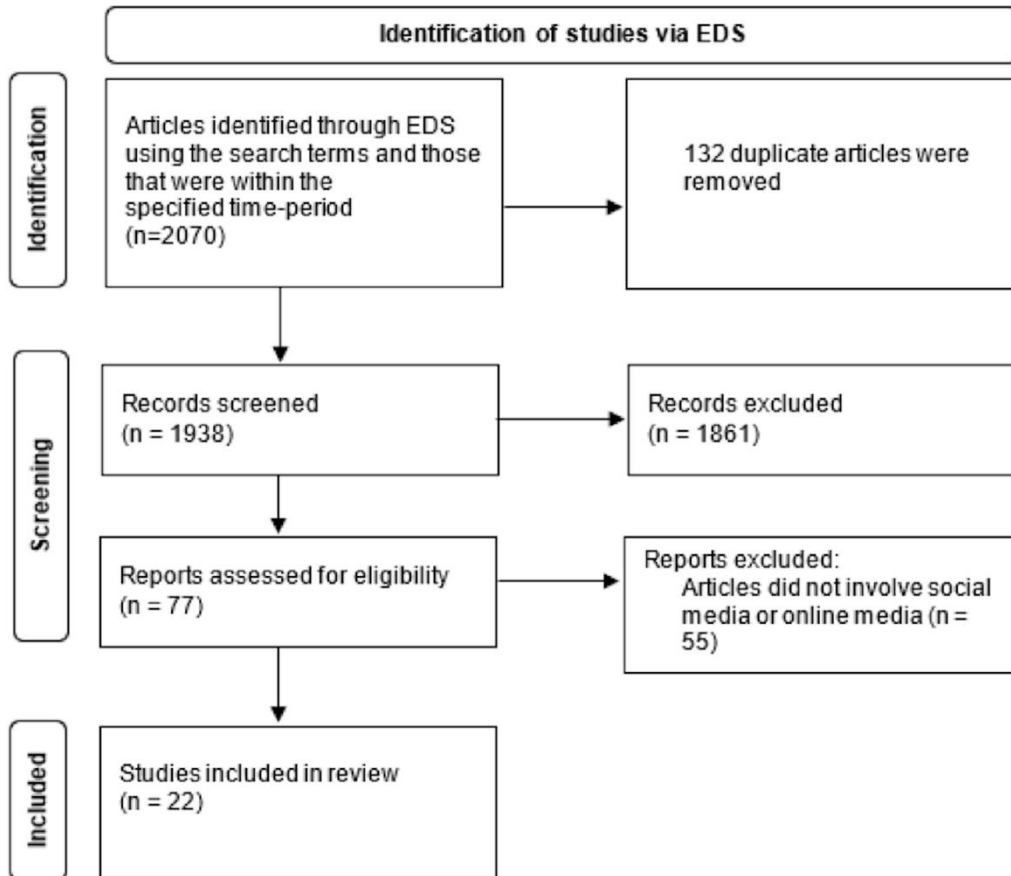 Identification of studies via EDS
Identification
Articles identified through EDS
using the search terms and those
that were within the
specified time-period
(n=2070)
132 duplicate articles were
removed
Screening
Records screened
(n = 1938)
Records excluded
(n = 1861)
Reports assessed for eligibility
(n = 77)
Reports excluded:
Articles did not involve social
media or online media (n =
55)
Included
Studies included in review
(n = 22)